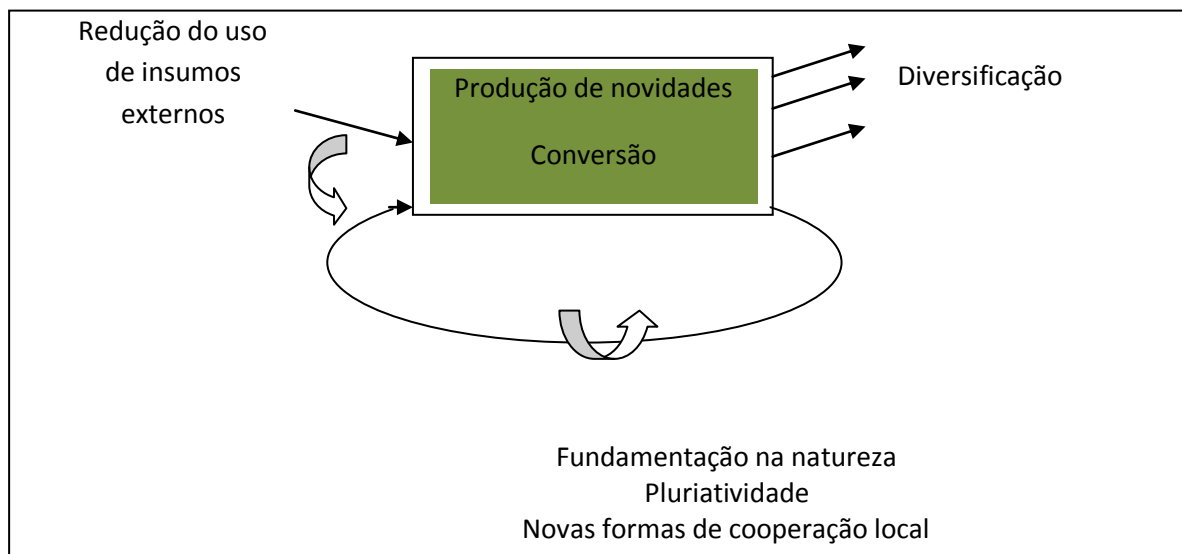 Redução do uso
de insumos
externos
Produção de novidades
Conversão
Diversificação
Fundamentação na natureza
Pluriatividade
Novas formas de cooperação local